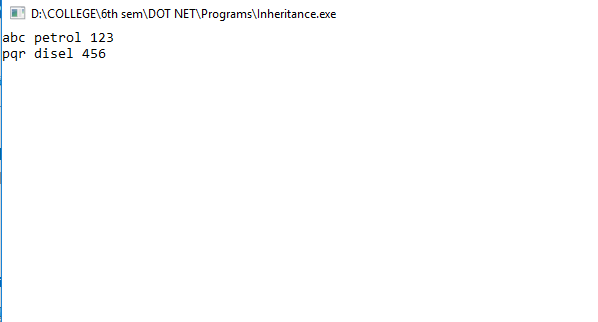 D:\COLLEGE\6th sem\DOT NET\Programs\Inheritance.exe
abc petrol 123
pqr disel 456